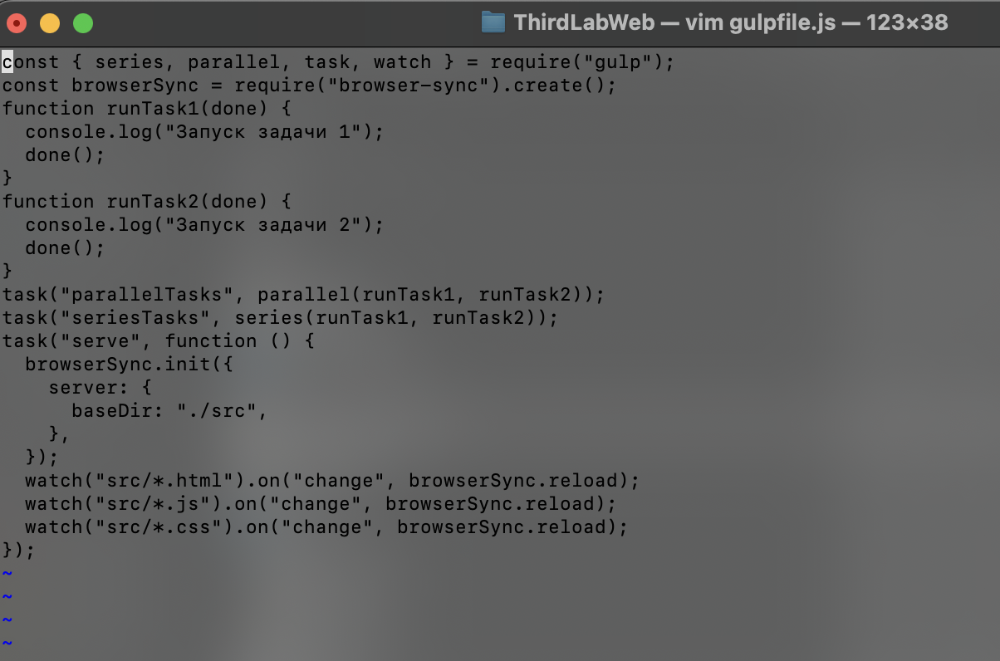 ThirdLabWeb — vim gulpfile.js — 123×38
const { series, parallel, task, watch } = require("gulp");
const browserSync = require("browser-sync").create();
function runTask1(done) {
  console.log("Запуск задачи 1");
  done();
}
function runTask2(done) {
  console.log("Запуск задачи 2");
  done();
}
task("parallelTasks", parallel(runTask1, runTask2));
task("seriesTasks", series(runTask1, runTask2));
task("serve", function () {
  browserSync.init({
    server: {
      baseDir: "./src",
    },
  });
  watch("src/*.html").on("change", browserSync.reload);
  watch("src/*.js").on("change", browserSync.reload);
  watch("src/*.css").on("change", browserSync.reload);
});
~
~
~
~